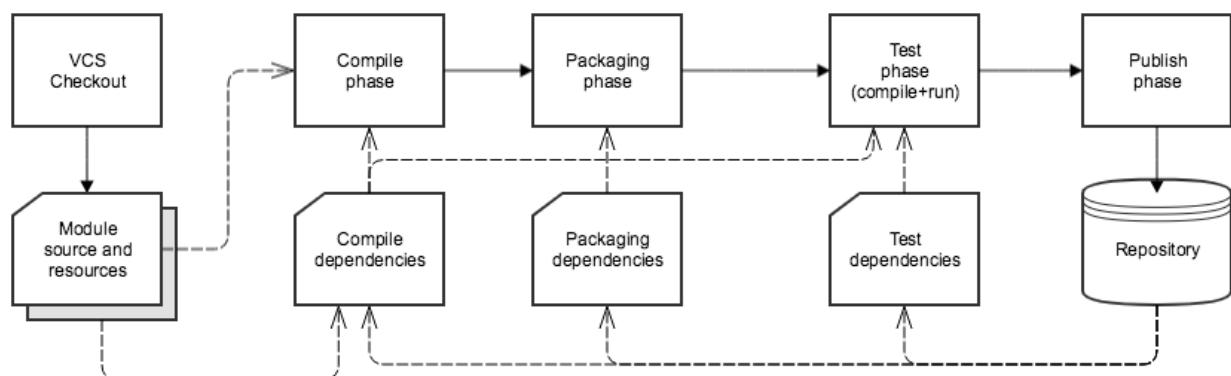 VCS
Checkout
Compile
phase
Packaging
phase
Test
phase
(compile+run)
Publish
phase
Module
source and
resources
Compile
dependencies
Packaging
dependencies
Test
dependencies
Repository